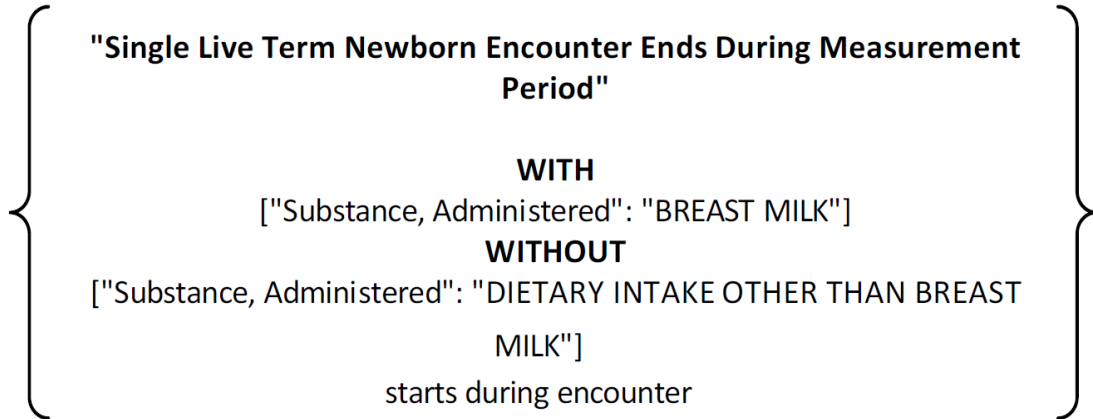 "Single Live Term Newborn Encounter Ends During Measurement
Period"
WITH
["Substance, Administered": "BREAST MILK"]
WITHOUT
["Substance, Administered": "DIETARY INTAKE OTHER THAN BREAST
MILK"]
starts during encounter